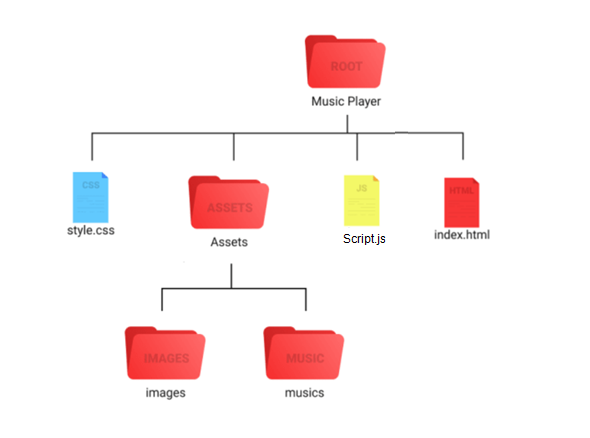 ROOT
Music Player
CSS
style.css
ASSETS
Assets
JS
Script.js
HTML
index.html
IMAGES
images
MUSIC
musics